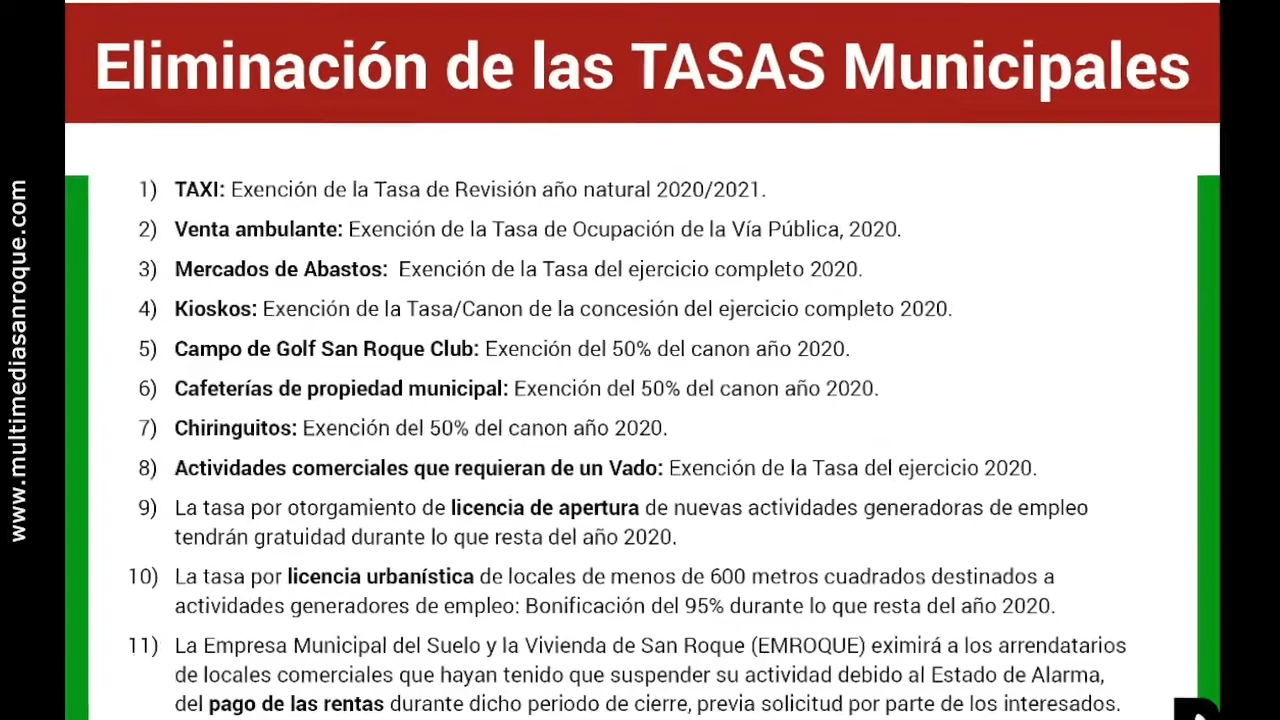 Eliminación de las TASAS Municipales
www.multimediasanroque.com
1) TAXI: Exención de la Tasa de Revisión año natural 2020/2021.
2) Venta ambulante: Exención de la Tasa de Ocupación de la Vía Pública, 2020.
3) Mercados de Abastos: Exención de la Tasa del ejercicio completo 2020.
4) Kioskos: Exención de la Tasa/Canon de la concesión del ejercicio completo 2020.
5) Campo de Golf San Roque Club: Exención del 50% del canon año 2020.
6) Cafeterías de propiedad municipal: Exención del 50% del canon año 2020.
7) Chiringuitos: Exención del 50% del canon año 2020.
8) Actividades comerciales que requieran de un Vado: Exención de la Tasa del ejercicio 2020.
9) La tasa por otorgamiento de licencia de apertura de nuevas actividades generadoras de empleo
tendrán gratuidad durante lo que resta del año 2020.
10) La tasa por licencia urbanística de locales de menos de 600 metros cuadrados destinados a
actividades generadores de empleo: Bonificación del 95% durante lo que resta del año 2020.
11) La Empresa Municipal del Suelo y la Vivienda de San Roque (EMROQUE) eximirá a los arrendatarios
de locales comerciales que hayan tenido que suspender su actividad debido al Estado de Alarma,
del pago de las rentas durante dicho periodo de cierre, previa solicitud por parte de los interesados.